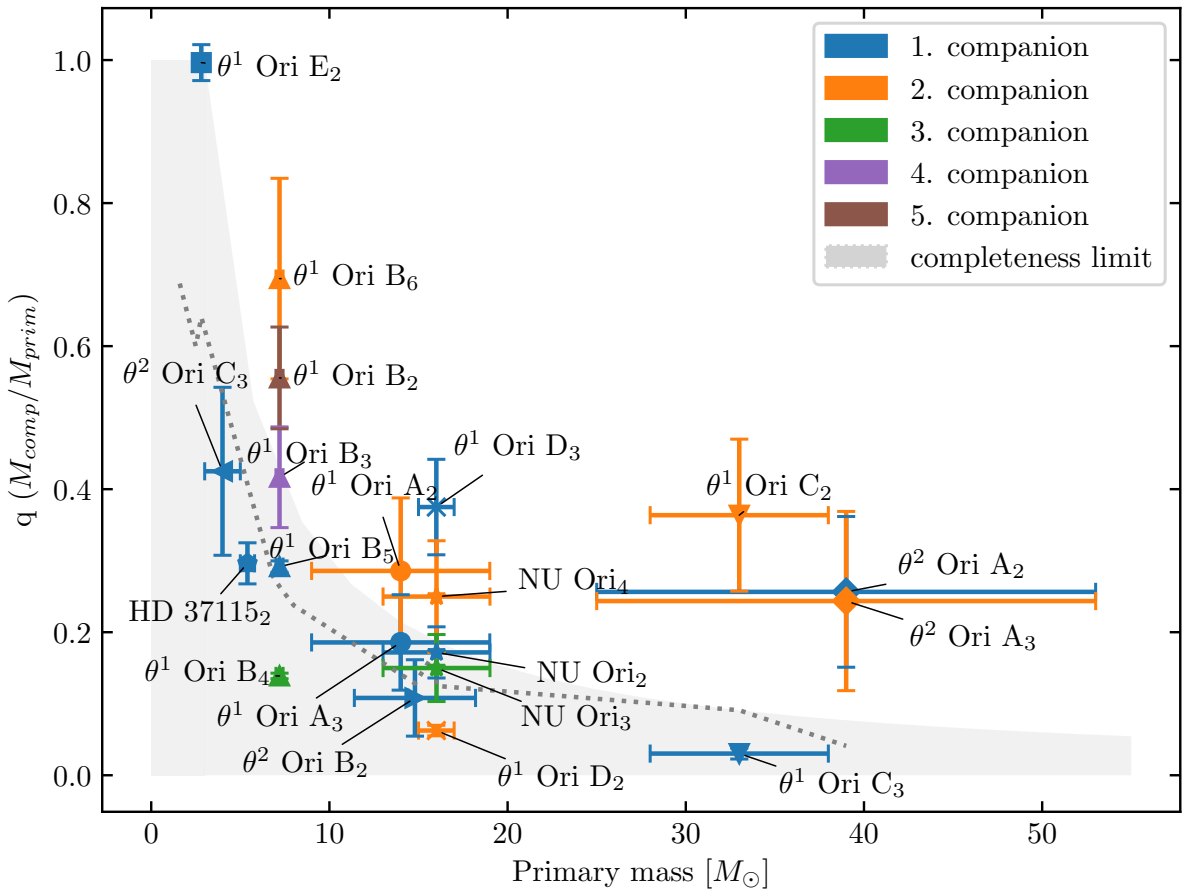 1. companion
2. companion
3. companion
4. companion
5. companion
completeness limit
θ¹ Ori E₂
θ¹ Ori B₆
θ² Ori C₃
θ¹ Ori B₂
θ¹ Ori B₃
θ¹ Ori D₃
θ¹ Ori A₂
θ¹ Ori C₂
θ¹ Ori B₅
NU Ori₄
θ² Ori A₂
HD 37115₂
θ² Ori A₃
θ¹ Ori B₄
NU Ori₂
θ¹ Ori A₃
NU Ori₃
θ² Ori B₂
θ¹ Ori D₂
θ¹ Ori C₃
1.0
0.8
0.6
0.4
0.2
0.0
q (M_comp/M_prim)
0 10 20 30 40 50
Primary mass [M_⊙]